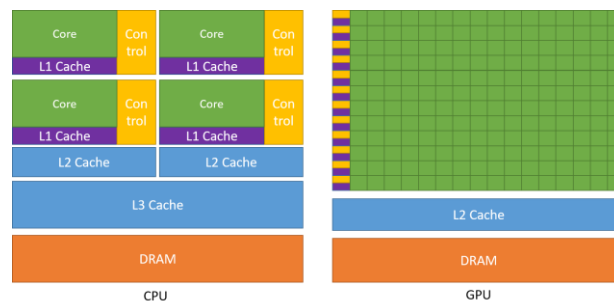 Core
Con
trol
Core
Con
trol
L1 Cache
L1 Cache
Core
Con
trol
Core
Con
trol
L1 Cache
L1 Cache
L2 Cache
L2 Cache
L3 Cache
DRAM
CPU
L2 Cache
DRAM
GPU